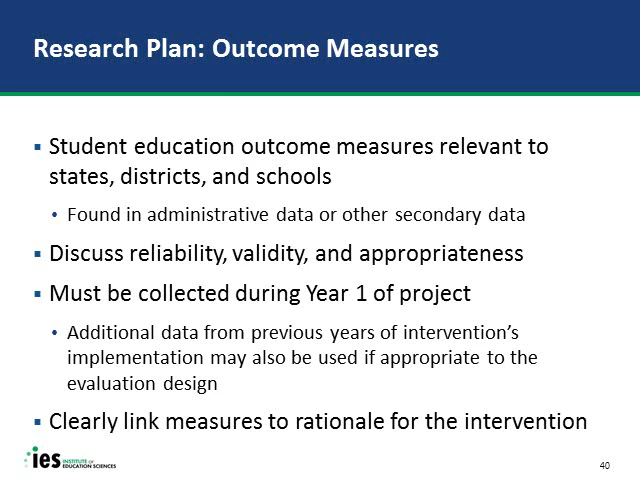 Research Plan: Outcome Measures
▪ Student education outcome measures relevant to
states, districts, and schools
• Found in administrative data or other secondary data
▪ Discuss reliability, validity, and appropriateness
▪ Must be collected during Year 1 of project
• Additional data from previous years of intervention’s
implementation may also be used if appropriate to the
evaluation design
▪ Clearly link measures to rationale for the intervention
ies INSTITUTE OF
EDUCATION SCIENCES
40